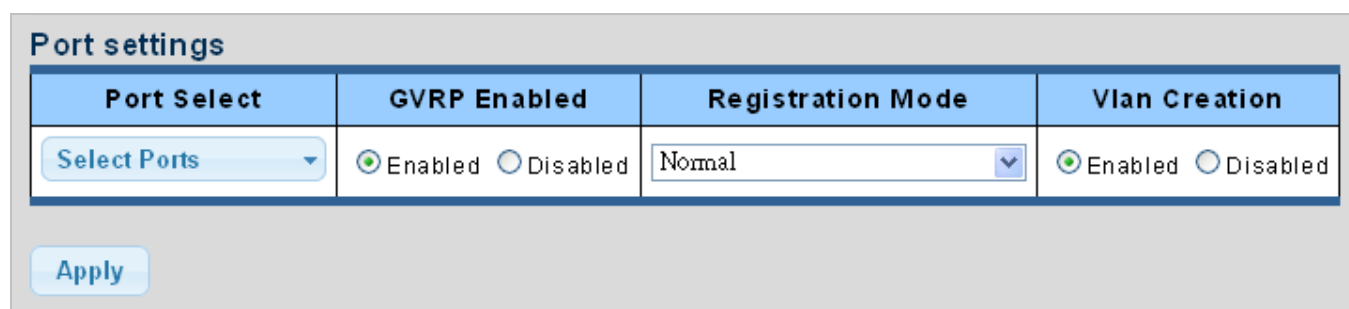 Port settings
Port Select GVRP Enabled Registration Mode Vlan Creation
Select Ports Enabled Disabled Normal Enabled Disabled
Apply